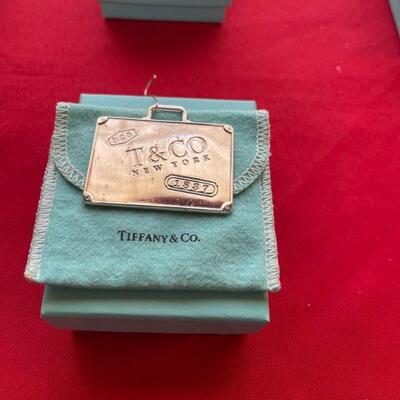 925
T & CO
NEW YORK
1837
TIFFANY & CO.